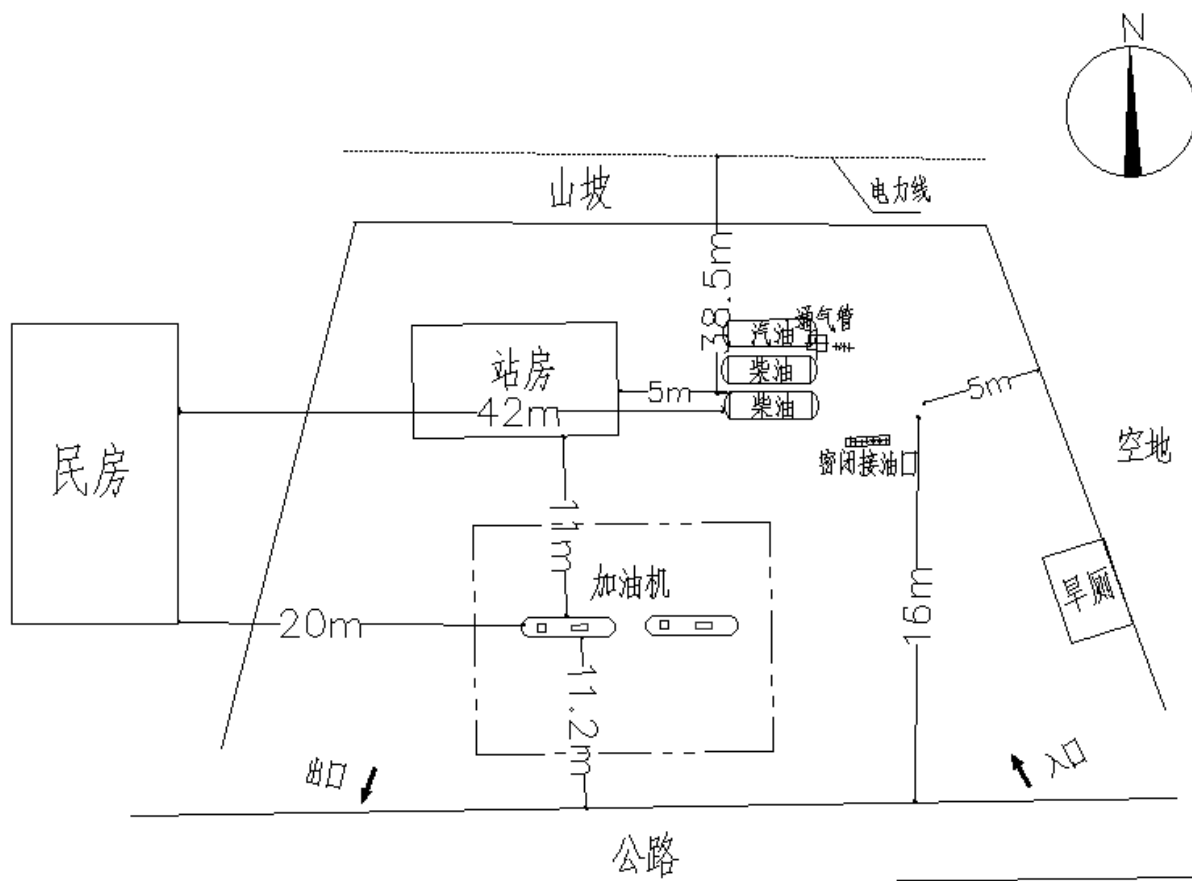 N
山坡
电力线
38.5m
通气管
汽油
柴油
柴油
站房
5m
42m
5m
民房
密闭接油口
空地
11m
加油机
16m
旱厕
20m
11.2m
出口
入口
公路